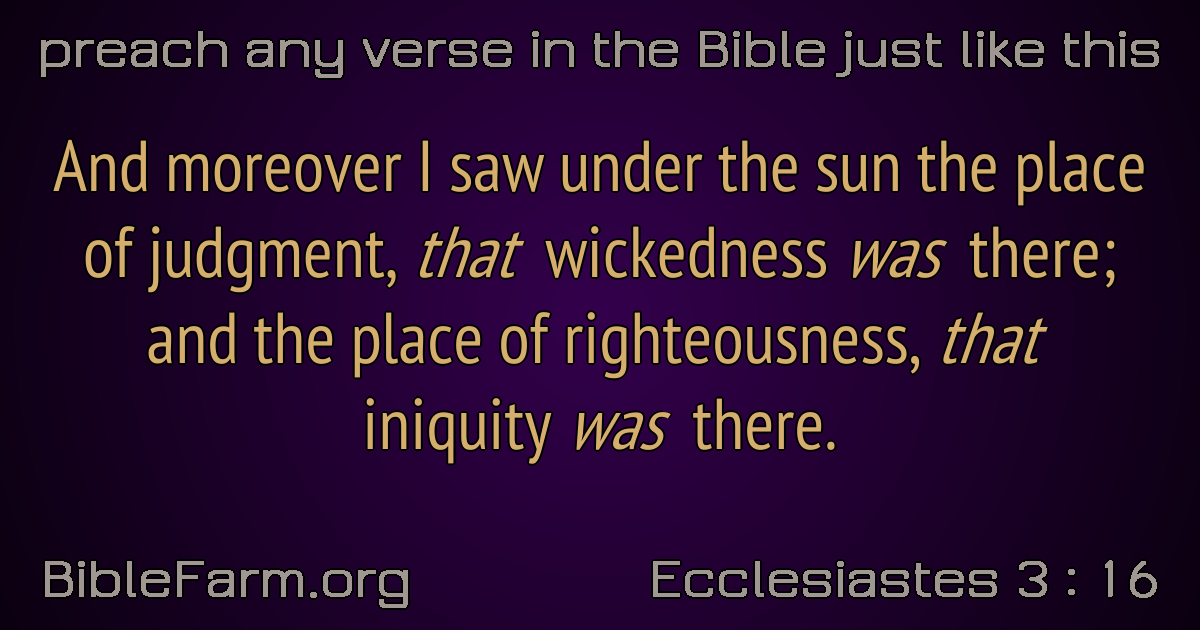 preach any verse in the Bible just like this
And moreover I saw under the sun the place
of judgment, that wickedness was there;
and the place of righteousness, that
iniquity was there.
BibleFarm.org
Ecclesiastes 3 : 16